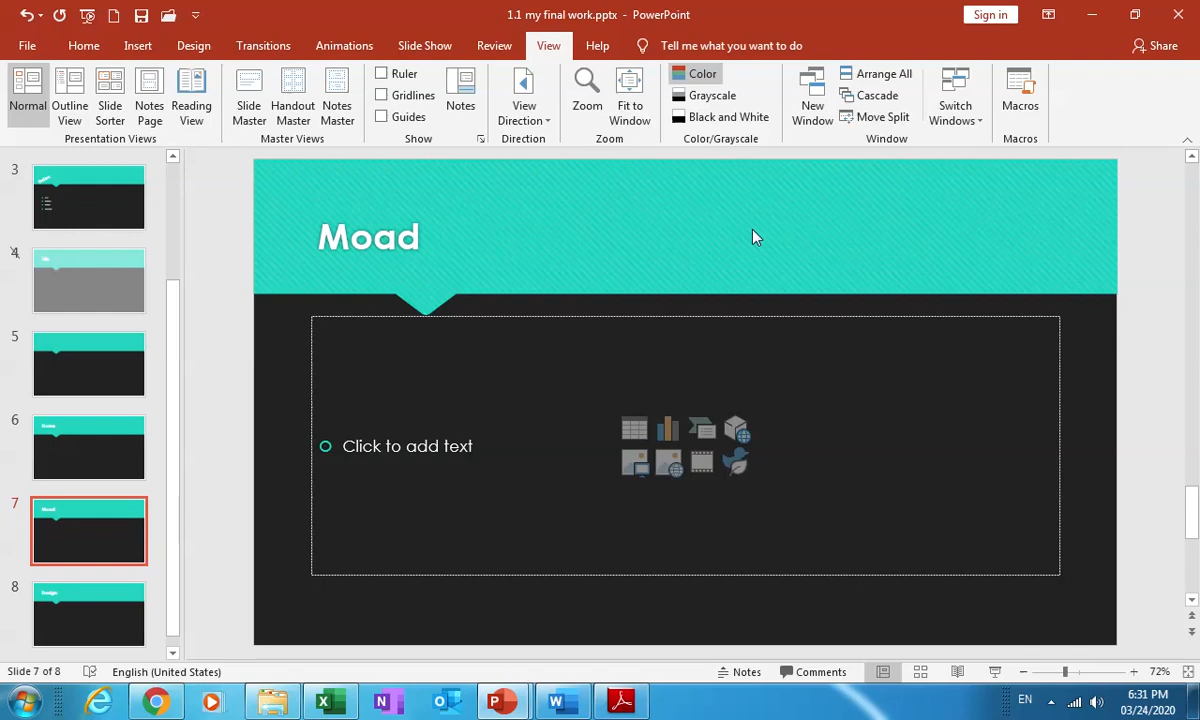 1.1 my final work.pptx - PowerPoint
Sign in
File Home Insert Design Transitions Animations Slide Show Review View Help Tell me what you want to do Share
Normal
Outline View
Slide Sorter
Notes Page
Reading View
Presentation Views
Slide Master
Handout Master
Notes Master
Master Views
Ruler
Gridlines
Guides
Show
Notes
View Direction
Direction
Zoom
Fit to Window
Zoom
Color
Grayscale
Black and White
Color/Grayscale
New Window
Arrange All
Cascade
Move Split
Switch Windows
Window
Macros
Macros
3
4
5
6
7
8
Moad
Click to add text
Slide 7 of 8 English (United States) Notes Comments 72%
EN 6:31 PM
03/24/2020